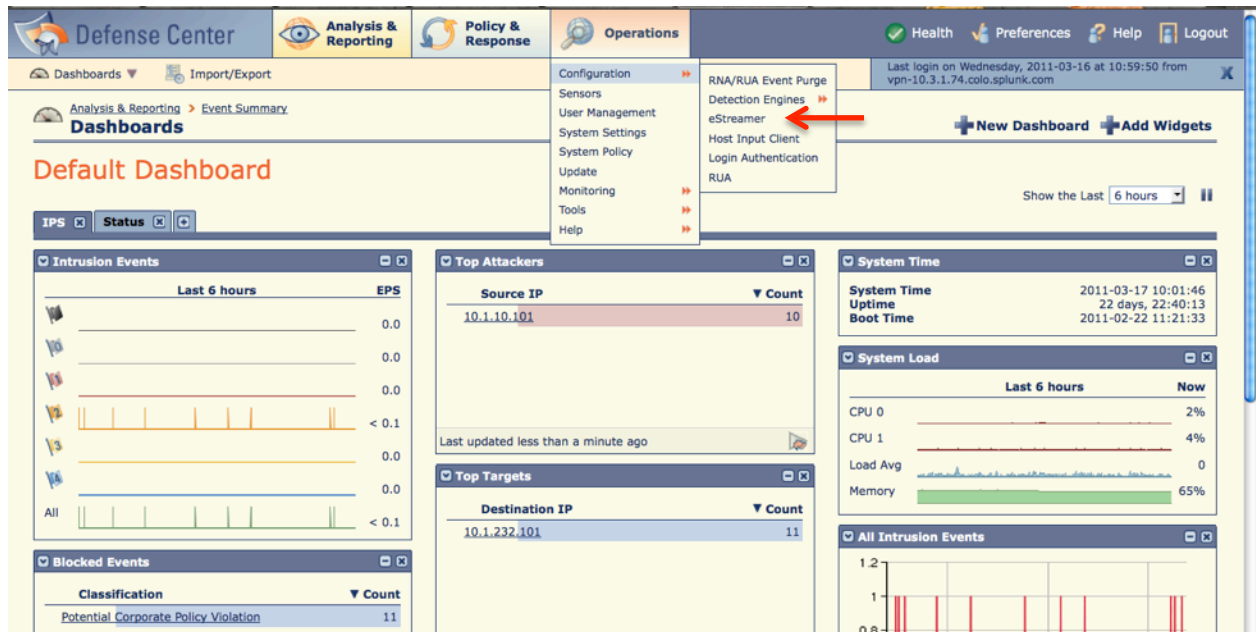 Defense Center
Analysis & Reporting
Policy & Response
Operations
Health
Preferences
Help
Logout
Dashboards ▼
Import/Export
Last login on Wednesday, 2011-03-16 at 10:59:50 from
vpn-10.3.1.74.colo.splunk.com
X
Configuration
Sensors
User Management
System Settings
System Policy
Update
Monitoring
Tools
Help
RNA/RUA Event Purge
Detection Engines
eStreamer
Host Input Client
Login Authentication
RUA
Analysis & Reporting > Event Summary
Dashboards
New Dashboard
Add Widgets
Default Dashboard
Show the Last 6 hours
IPS
Status
Intrusion Events
Last 6 hours EPS
0.0
0 0.0
1 0.0
2 < 0.1
3 0.0
4 0.0
All < 0.1
Blocked Events
Classification ▼ Count
Potential Corporate Policy Violation 11
Top Attackers
Source IP ▼ Count
10.1.10.101 10
Last updated less than a minute ago
Top Targets
Destination IP ▼ Count
10.1.232.101 11
System Time
System Time 2011-03-17 10:01:46
Uptime 22 days, 22:40:13
Boot Time 2011-02-22 11:21:33
System Load
Last 6 hours Now
CPU 0 2%
CPU 1 4%
Load Avg 0
Memory 65%
All Intrusion Events
1.2
1
0.8